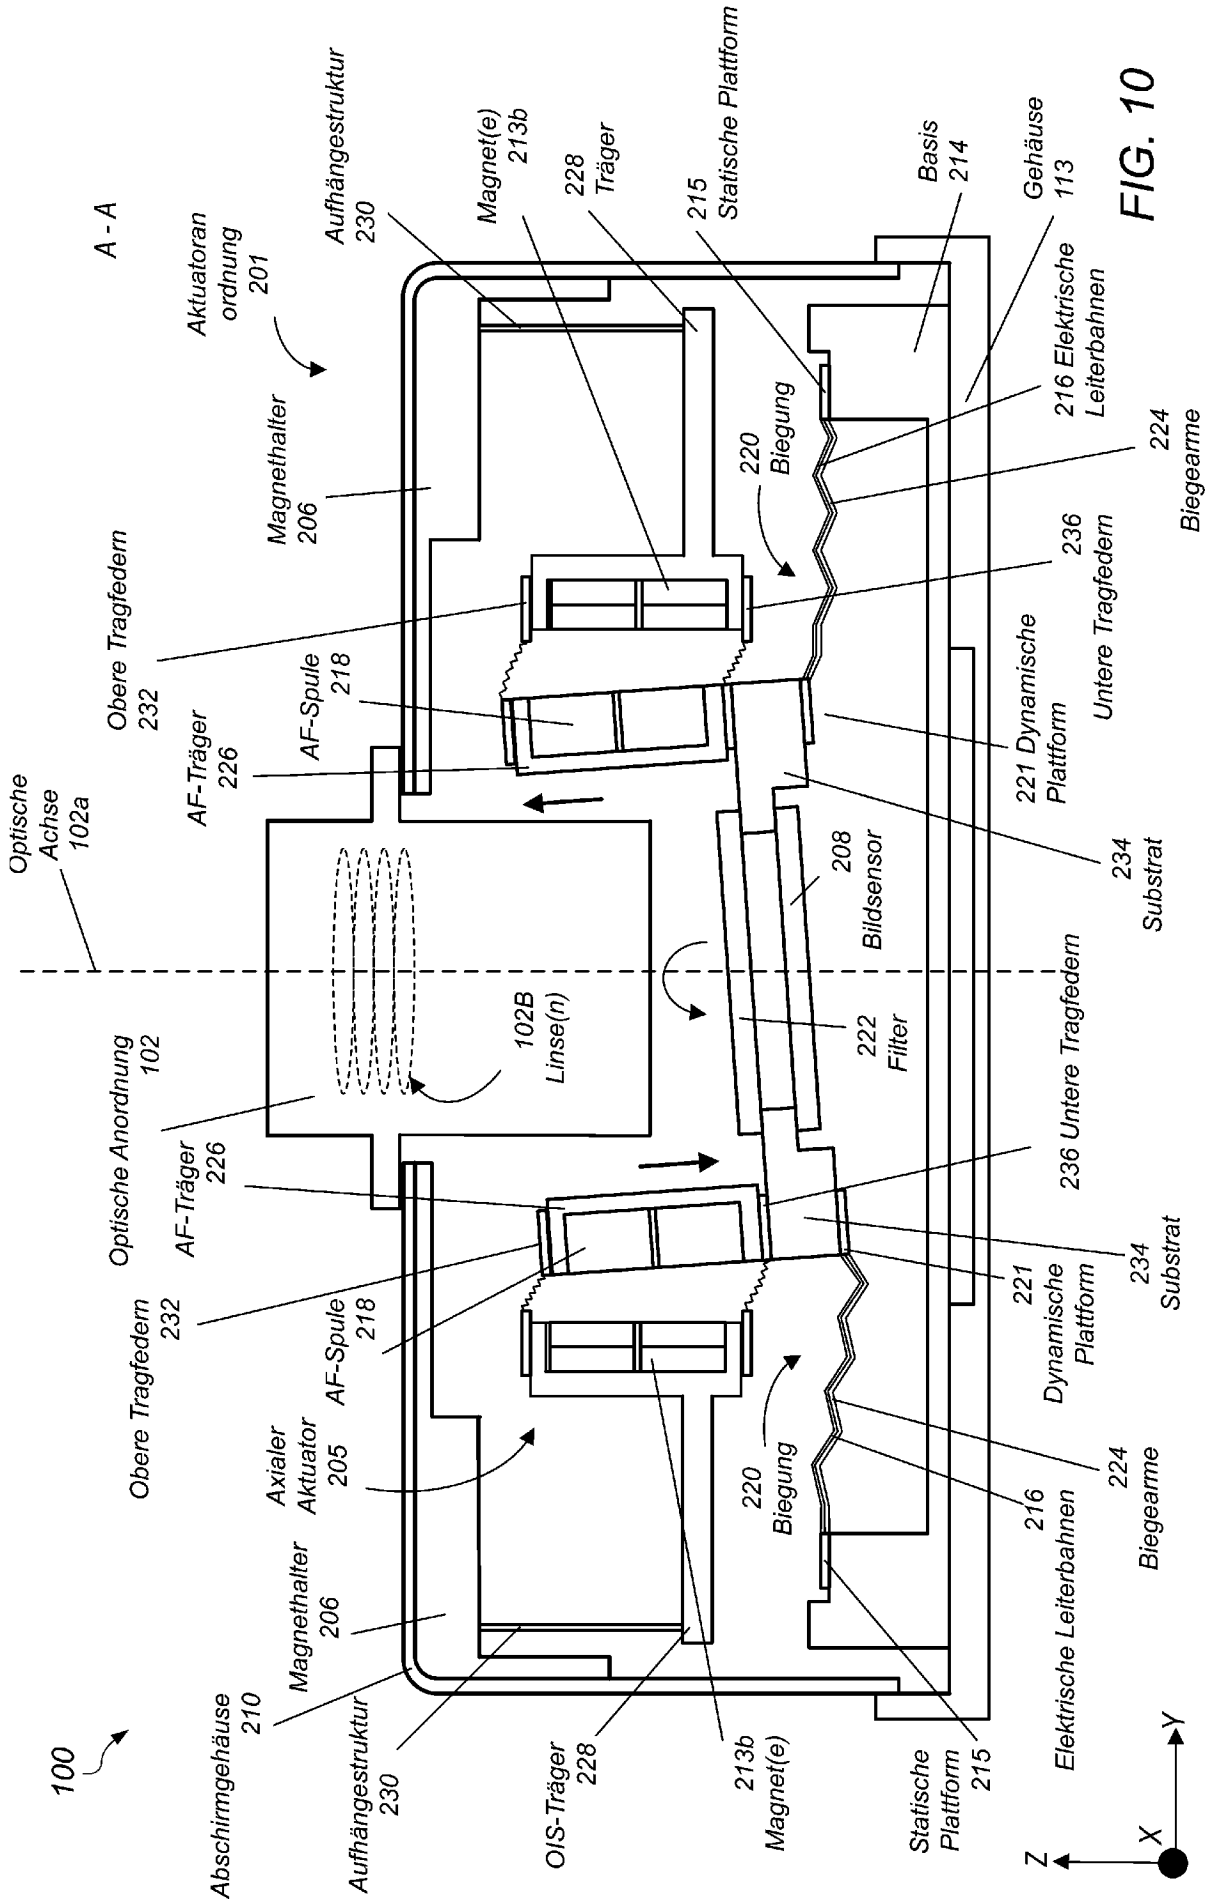 100
A - A
Abschirmgehäuse
210
Magnethalter
206
Aufhängestruktur
230
OIS-Träger
228
213b
Magnet(e)
Statische
Plattform
215
Axialer
Aktuator
205
Obere Tragfedern
232
AF-Spule
218
AF-Träger
226
Optische Anordnung
102
Optische
Achse
102a
102B
Linse(n)
AF-Träger
226
AF-Spule
218
Obere Tragfedern
232
Magnethalter
206
Aktuatoran
ordnung
201
Aufhängestruktur
230
Magnet(e)
213b
228
Träger
215
Statische Plattform
220
Biegung
220
Biegung
222
Filter
208
Bildsensor
Basis
214
Gehäuse
113
216 Elektrische
Leiterbahnen
224
Biegearme
236
Untere Tragfedern
221 Dynamische
Plattform
234
Substrat
236 Untere Tragfedern
234
Substrat
221
Dynamische
Plattform
224
Biegearme
216
Elektrische Leiterbahnen
Z
X
Y
FIG. 10